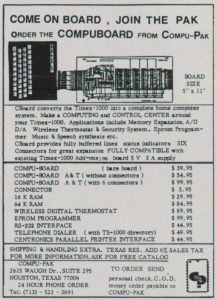 COME ON BOARD , JOIN THE PAK
ORDER THE COMPUBOARD FROM COMPU-PAK
BOARD
SIZE
5" x 11"
CBoard converts the Timex-1000 into a complete home computer
system. Make a COMPUTING and CONTROL CENTER around
your Timex-1000. Applications include Memory Expansion, A/D
D/A Wireless Thermostat & Security System, Eprom Program-
mer Music & Speech synthesis etc.
CBoard provides fully buffered lines status indicators SIX
Connectors for great expansion FULLY COMPATIBLE with
existing Timex-1000 Add-ons; on board 5 V 3 A supply
COMPU-BOARD (bare board) $ 39.95
COMPU-BOARD A & T (without connectors) $ 54.95
COMPU-BOARD A & T (with 6 connectors) $ 99.95
CONNECTOR $ 5.95
16 K RAM $ 29.95
64 K RAM $ 84.95
WIRELESS DIGITAL THERMOSTAT $ 89.95
EPROM PROGRAMMER $ 99.95
RS-232 INTERFACE $ 44.95
TELEPHONE DIALER (with TS-1000 directory) $ 49.95
CENTRONICS PARALLEL PRINTER INTERFACE $ 44.95
SHIPPING & HANDLING EXTRA, TEXAS RES. ADD 6% SALES TAX
FOR MORE INFORMATION, ASK FOR FREE CATALOG
COMPU-PAK
2615 WAUGH Dr., SUITE 295
HOUSTON, TEXAS 77006
24 HOUR PHONE ORDER
Tel: (713) - 523 - 3691
TO ORDER SEND
personal check, C.O.D.
money order payable to
COMPU-PAK